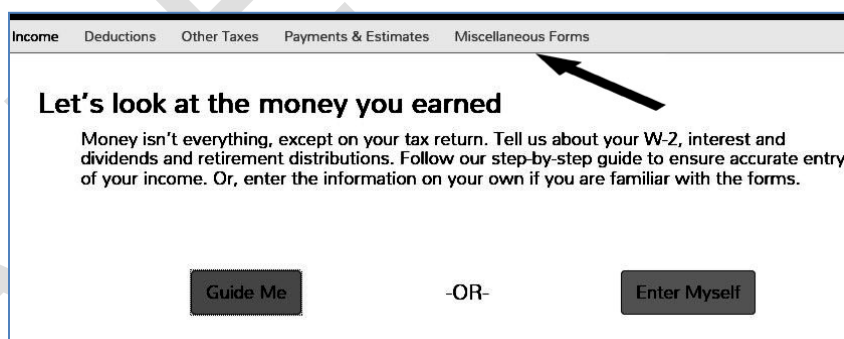 Income Deductions Other Taxes Payments & Estimates Miscellaneous Forms
Let's look at the money you earned
Money isn't everything, except on your tax return. Tell us about your W-2, interest and
dividends and retirement distributions. Follow our step-by-step guide to ensure accurate entry
of your income. Or, enter the information on your own if you are familiar with the forms.
Guide Me -OR- Enter Myself